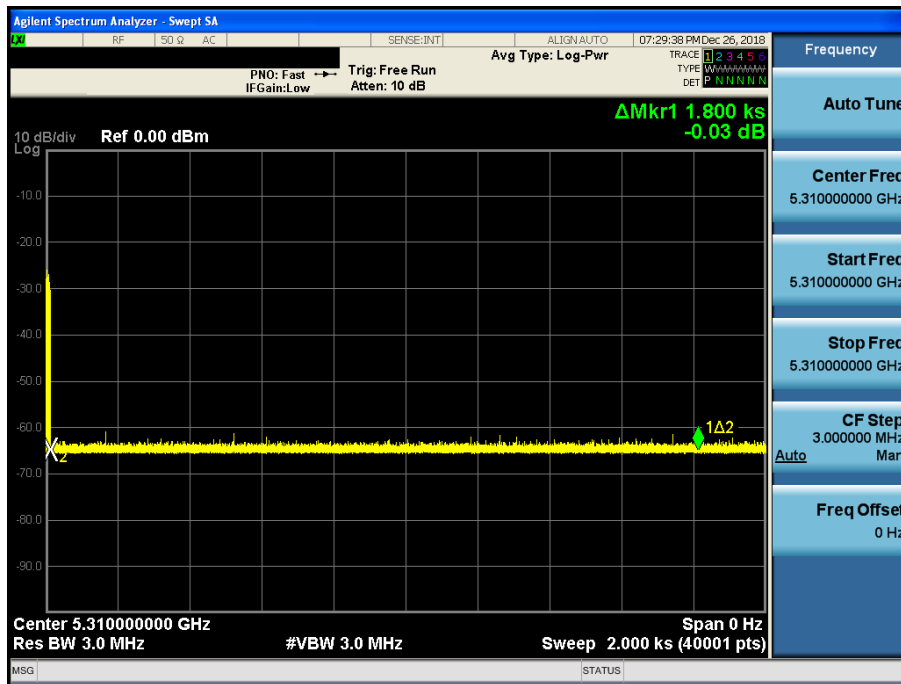 Agilent Spectrum Analyzer - Swept SA
LXI RF 50 Ω AC SENSE:INT ALIGN AUTO 07:29:38 PM Dec 26, 2018
PNO: Fast
IFGain:Low
Trig: Free Run
Atten: 10 dB
Avg Type: Log-Pwr
TRACE 1 2 3 4 5 6
TYPE WWWWWW
DET P N N N N N
ΔMkr1 1.800 ks
-0.03 dB
10 dB/div Ref 0.00 dBm
Log
-10.0
-20.0
-30.0
-40.0
-50.0
-60.0
-70.0
-80.0
-90.0
2
1Δ2
Center 5.310000000 GHz Span 0 Hz
Res BW 3.0 MHz #VBW 3.0 MHz Sweep 2.000 ks (40001 pts)
MSG STATUS
Frequency
Auto Tune
Center Freq
5.310000000 GHz
Start Freq
5.310000000 GHz
Stop Freq
5.310000000 GHz
CF Step
3.000000 MHz
Auto Man
Freq Offset
0 Hz